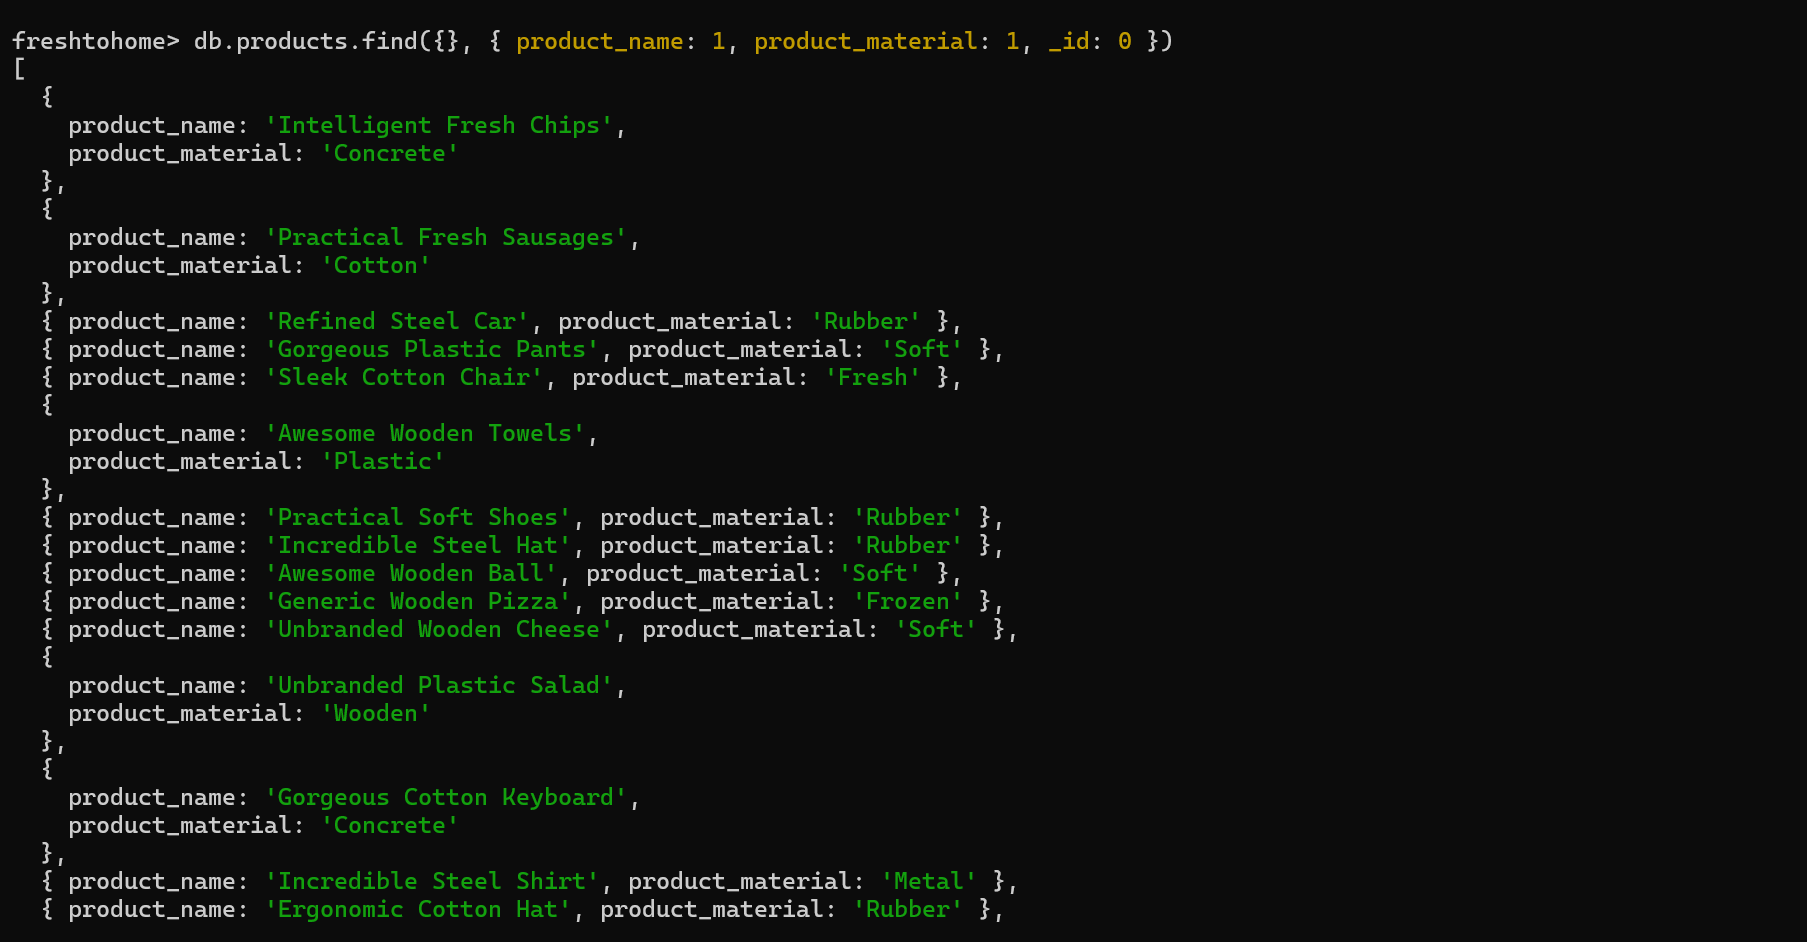 freshtohome> db.products.find({}, { product_name: 1, product_material: 1, _id: 0 })
[
  {
    product_name: 'Intelligent Fresh Chips',
    product_material: 'Concrete'
  },
  {
    product_name: 'Practical Fresh Sausages',
    product_material: 'Cotton'
  },
  { product_name: 'Refined Steel Car', product_material: 'Rubber' },
  { product_name: 'Gorgeous Plastic Pants', product_material: 'Soft' },
  { product_name: 'Sleek Cotton Chair', product_material: 'Fresh' },
  {
    product_name: 'Awesome Wooden Towels',
    product_material: 'Plastic'
  },
  { product_name: 'Practical Soft Shoes', product_material: 'Rubber' },
  { product_name: 'Incredible Steel Hat', product_material: 'Rubber' },
  { product_name: 'Awesome Wooden Ball', product_material: 'Soft' },
  { product_name: 'Generic Wooden Pizza', product_material: 'Frozen' },
  { product_name: 'Unbranded Wooden Cheese', product_material: 'Soft' },
  {
    product_name: 'Unbranded Plastic Salad',
    product_material: 'Wooden'
  },
  {
    product_name: 'Gorgeous Cotton Keyboard',
    product_material: 'Concrete'
  },
  { product_name: 'Incredible Steel Shirt', product_material: 'Metal' },
  { product_name: 'Ergonomic Cotton Hat', product_material: 'Rubber' },